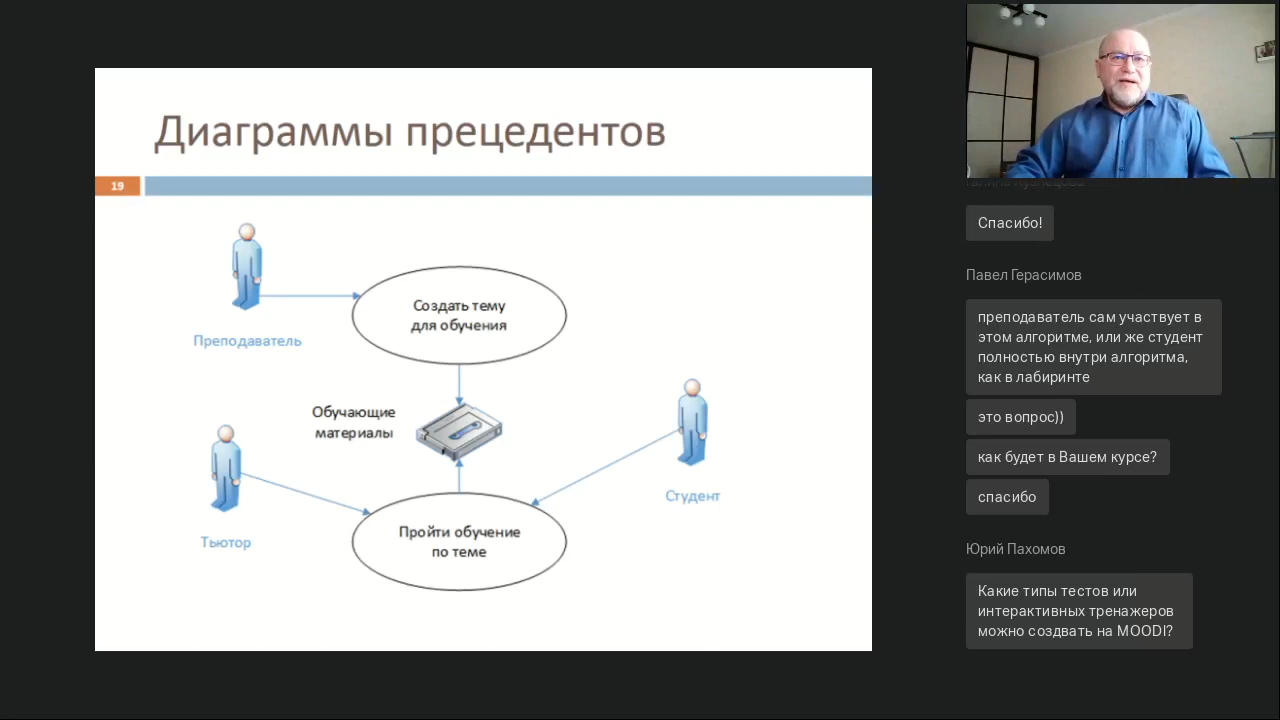 Диаграммы прецедентов
19
Преподаватель
Создать тему
для обучения
Обучающие
материалы
Студент
Тьютор
Пройти обучение
по теме
Спасибо!
Павел Герасимов
преподаватель сам участвует в
этом алгоритме, или же студент
полностью внутри алгоритма,
как в лабиринте
это вопрос))
как будет в Вашем курсе?
спасибо
Юрий Пахомов
Какие типы тестов или
интерактивных тренажеров
можно создвать на MOODl?